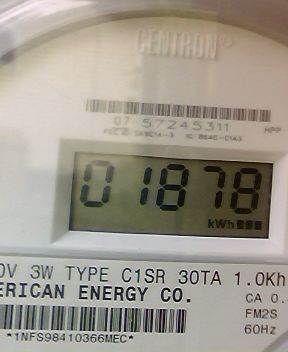 CENTRON®
07 57245311 HPP
01878
kWh
0V 3W TYPE C1SR 30TA 1.0Kh
ERICAN ENERGY CO.
CA 0.
FM2S
60Hz
*1NFS98410366MEC*